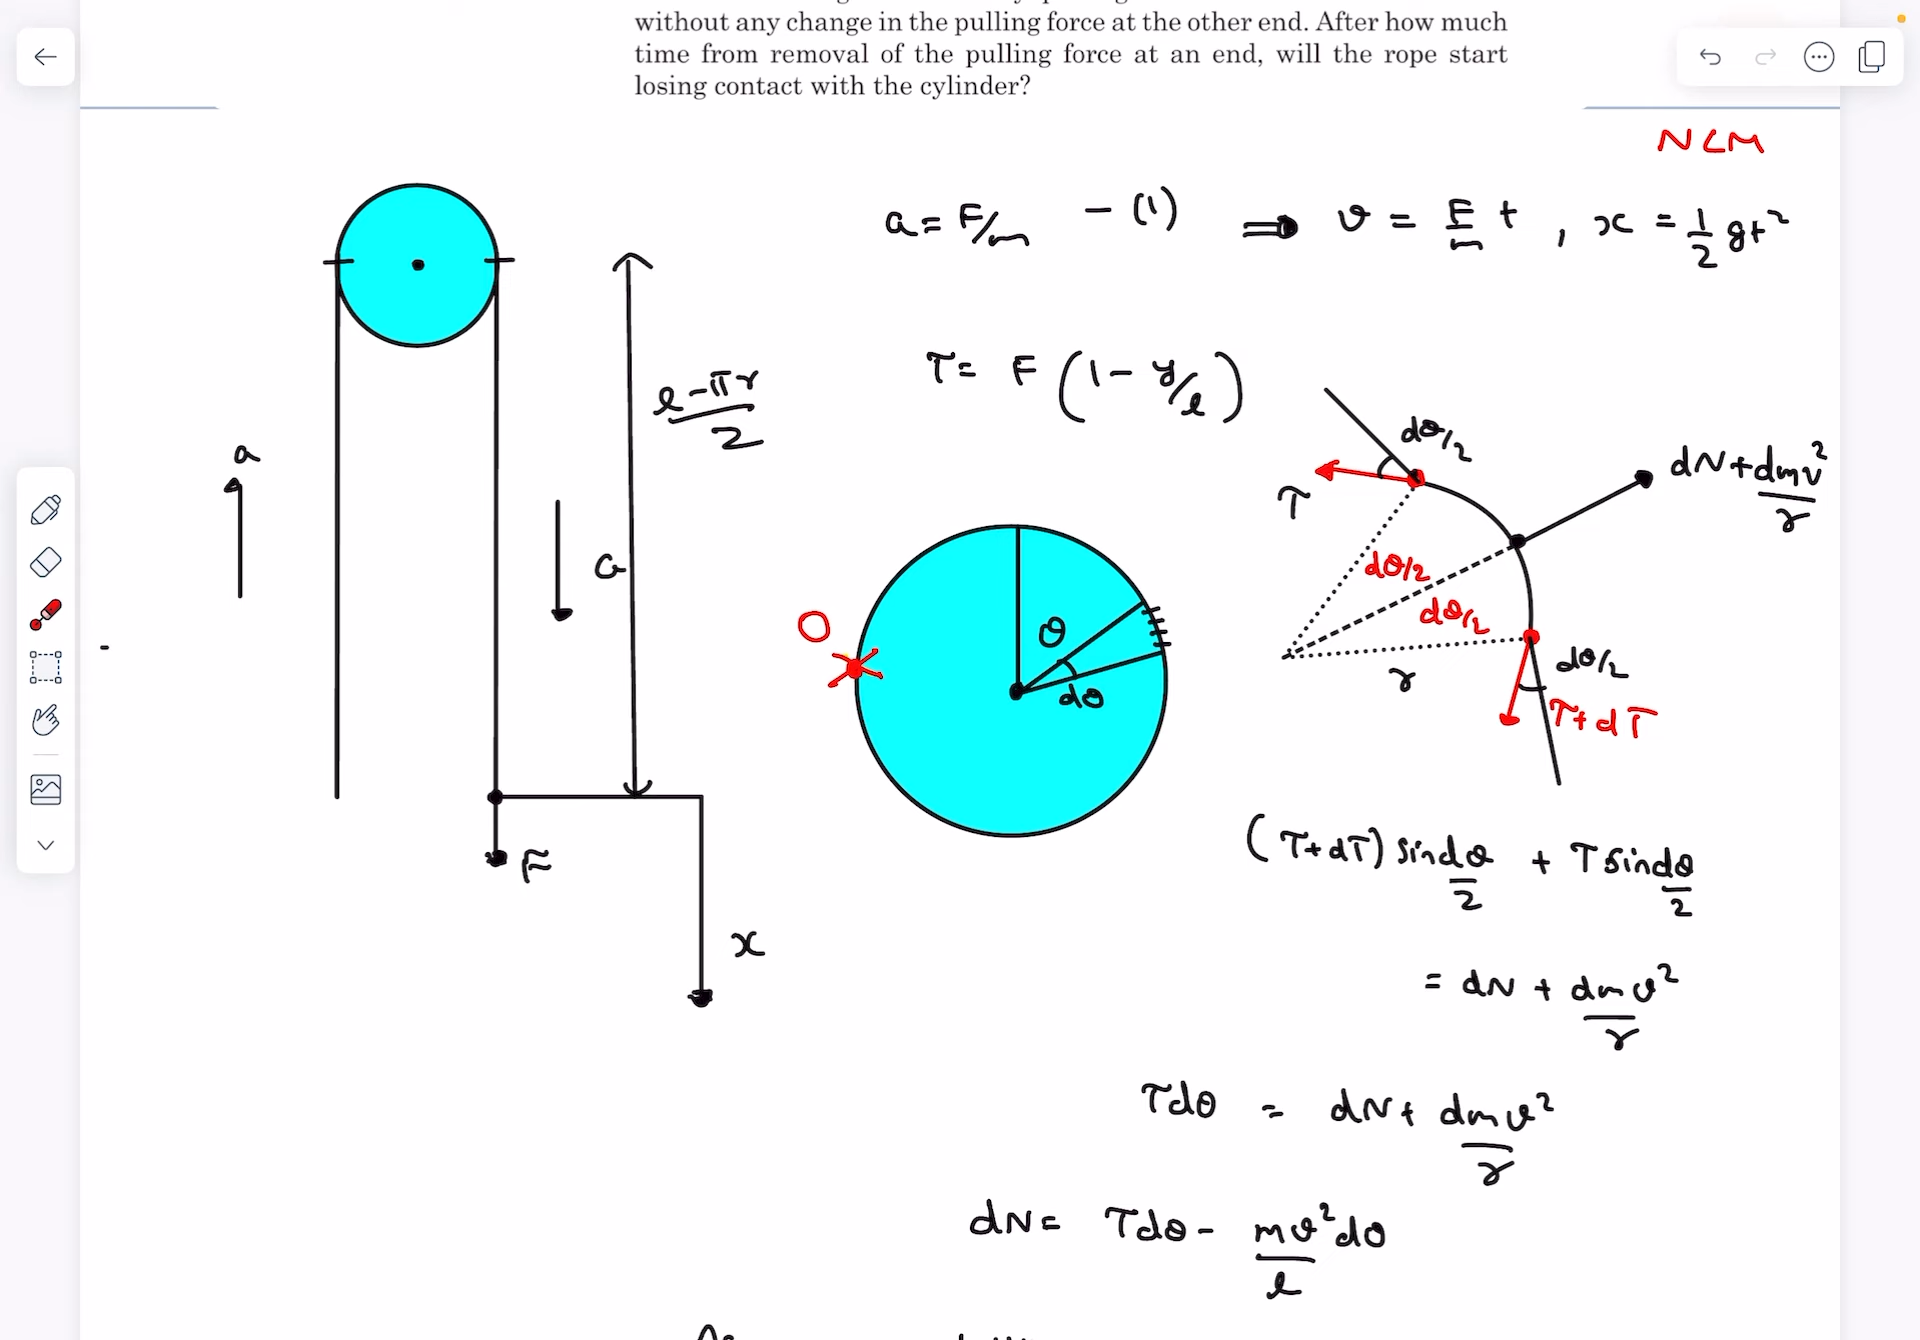 without any change in the pulling force at the other end. After how much
time from removal of the pulling force at an end, will the rope start
losing contact with the cylinder?
NLM
a = F/m - (1) ⇒ v = F/m t , x = 1/2 gt²
T = F (1 - y/l)
l - πr / 2
a
G
F
x
O
θ
dθ
dθ/2
T
dN + dmv²/r
dθ/2
dθ/2
r
dθ/2
T + dT
(T+dT) sin dθ/2 + T sin dθ/2
= dN + dmv²/r
Tdθ = dN + dmv²/r
dN = Tdθ - mv²dθ/l